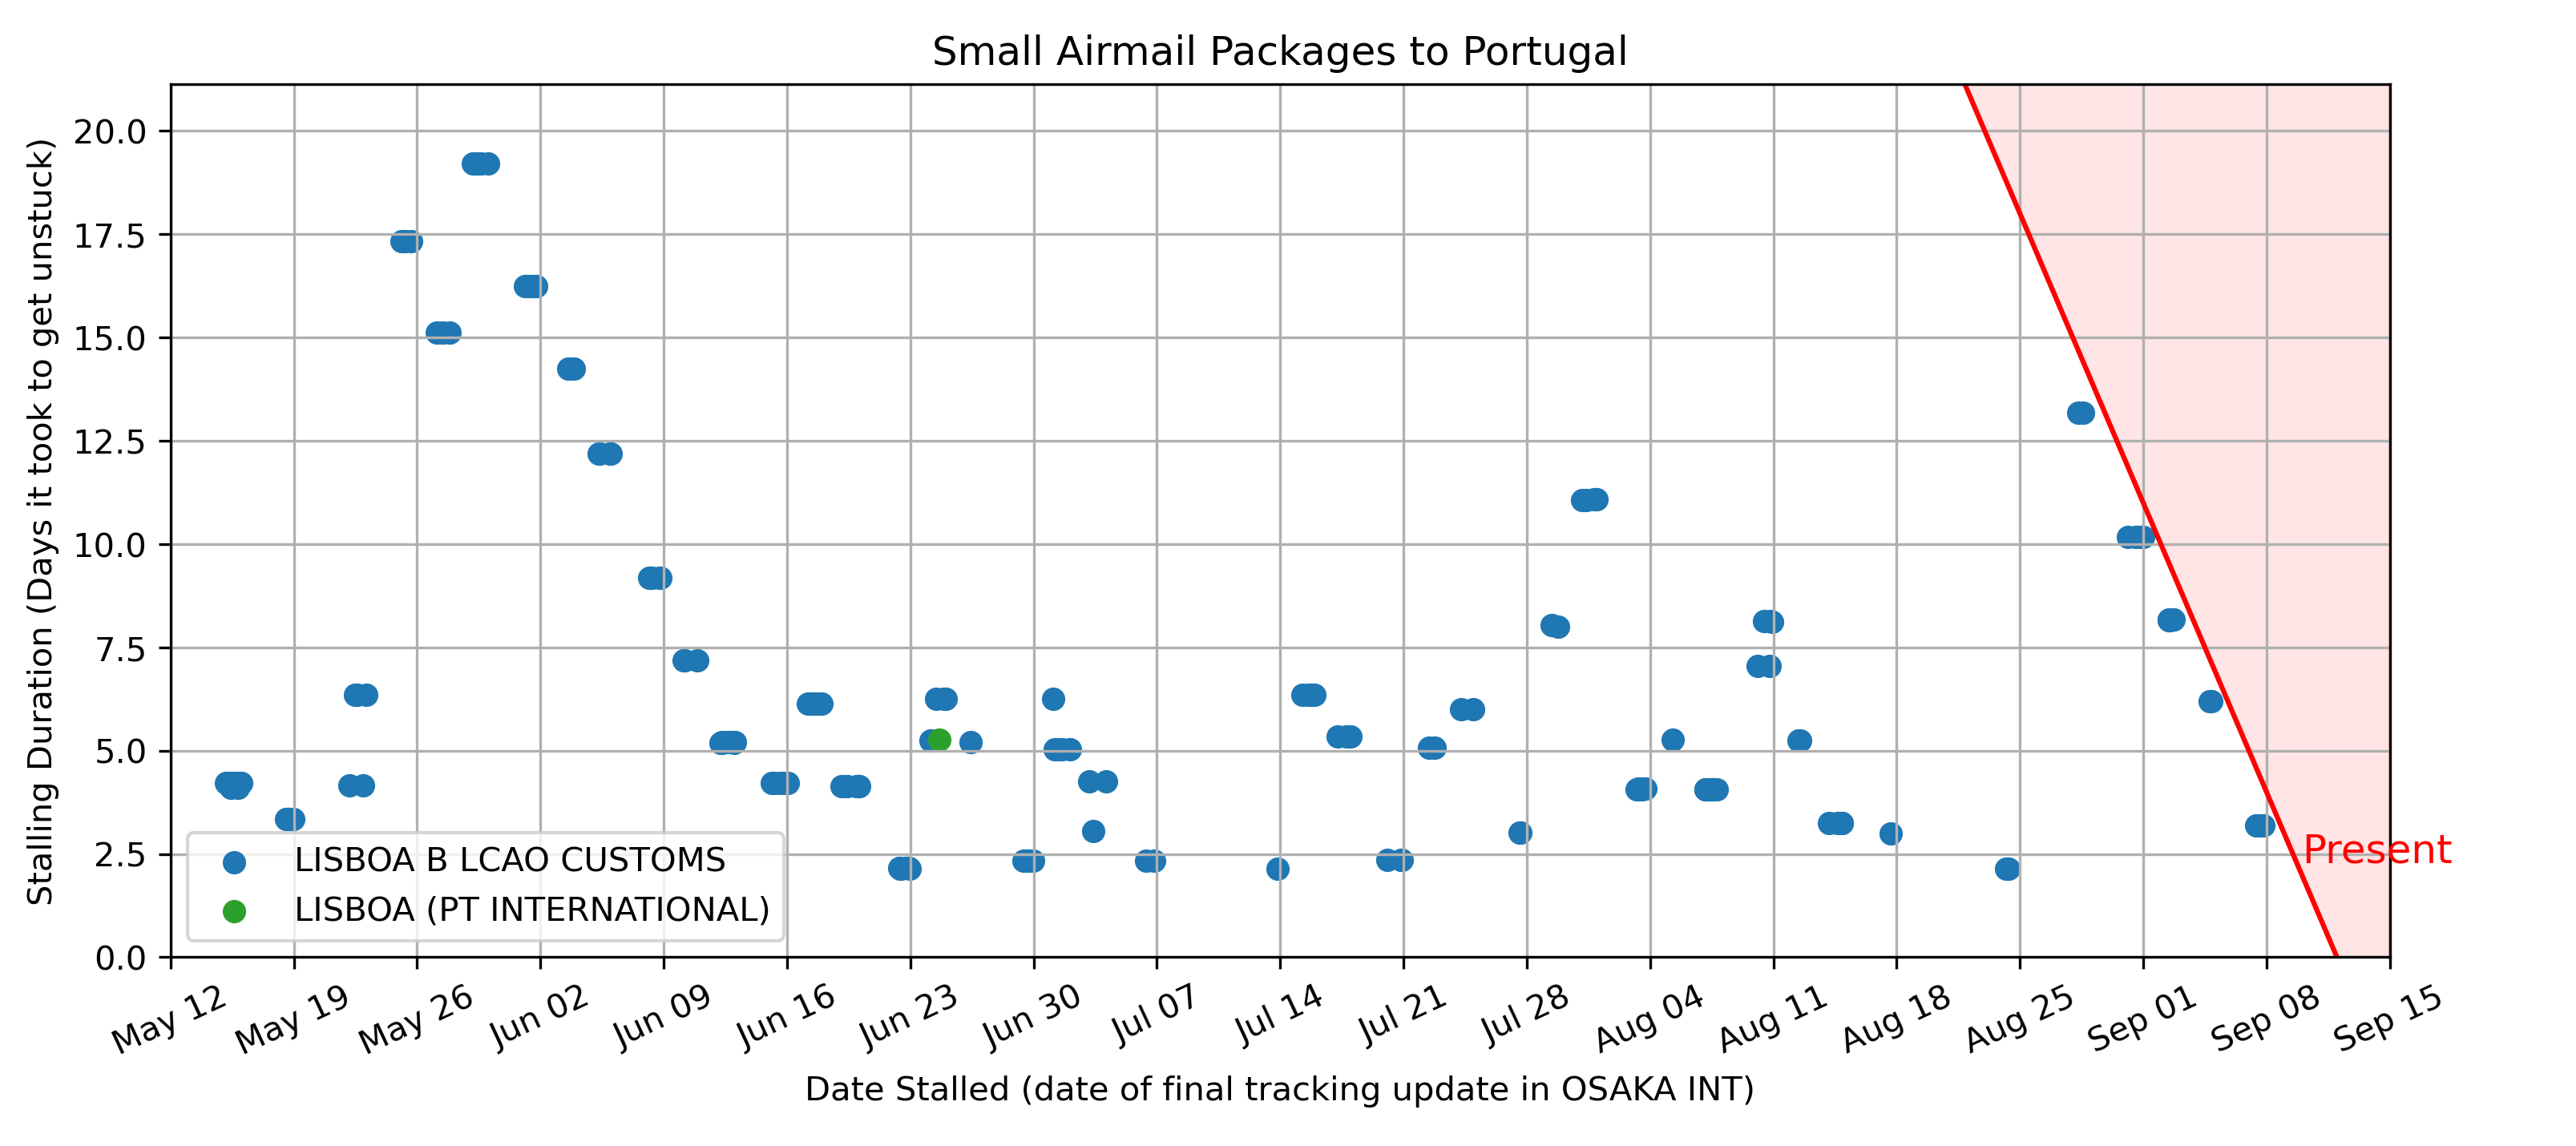 Small Airmail Packages to Portugal
Stalling Duration (Days it took to get unstuck)
20.0
17.5
15.0
12.5
10.0
7.5
5.0
2.5
0.0
LISBOA B LCAO CUSTOMS
LISBOA (PT INTERNATIONAL)
Present
May 12
May 19
May 26
Jun 02
Jun 09
Jun 16
Jun 23
Jun 30
Jul 07
Jul 14
Jul 21
Jul 28
Aug 04
Aug 11
Aug 18
Aug 25
Sep 01
Sep 08
Sep 15
Date Stalled (date of final tracking update in OSAKA INT)